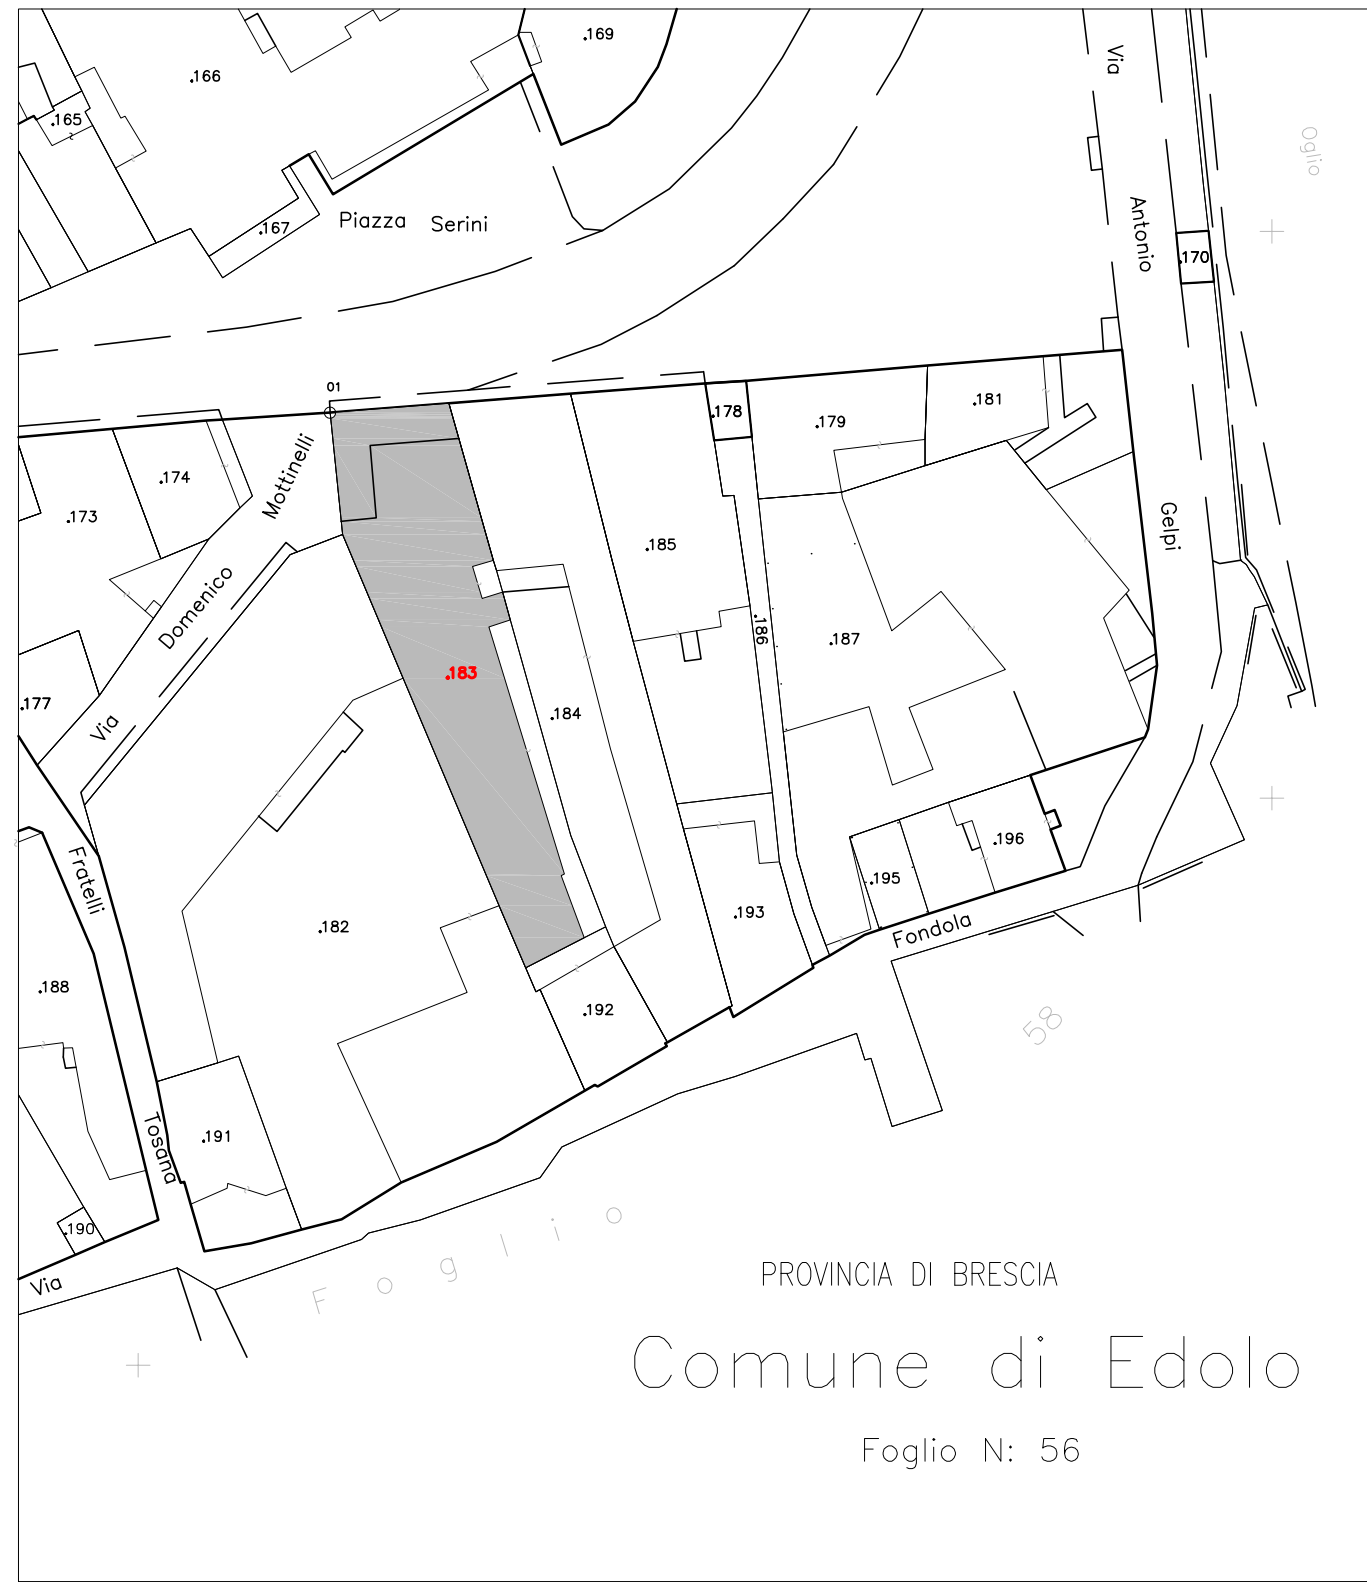 .169
.166
.165
.167
Piazza Serini
Via
Oglio
Antonio
.170
01
.178
.179
.181
.174
.173
Mottinelli
Gelpi
.185
Domenico
.186
.187
.183
.177
Via
.184
.196
Fratelli
.195
.193
.182
Fondola
.188
.192
58
Tosana
.191
.190
Foglio
Via
PROVINCIA DI BRESCIA
Comune di Edolo
Foglio N: 56